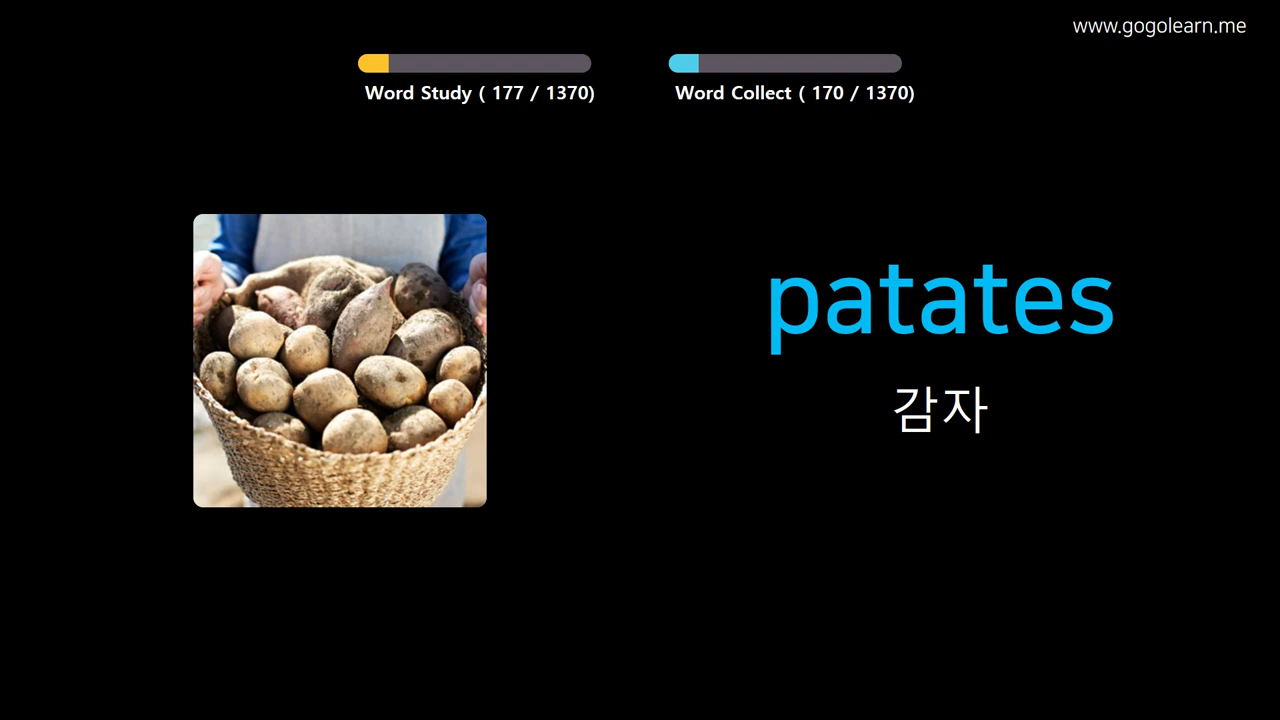 www.gogolearn.me
Word Study ( 177 / 1370)
Word Collect ( 170 / 1370)
patates
감자